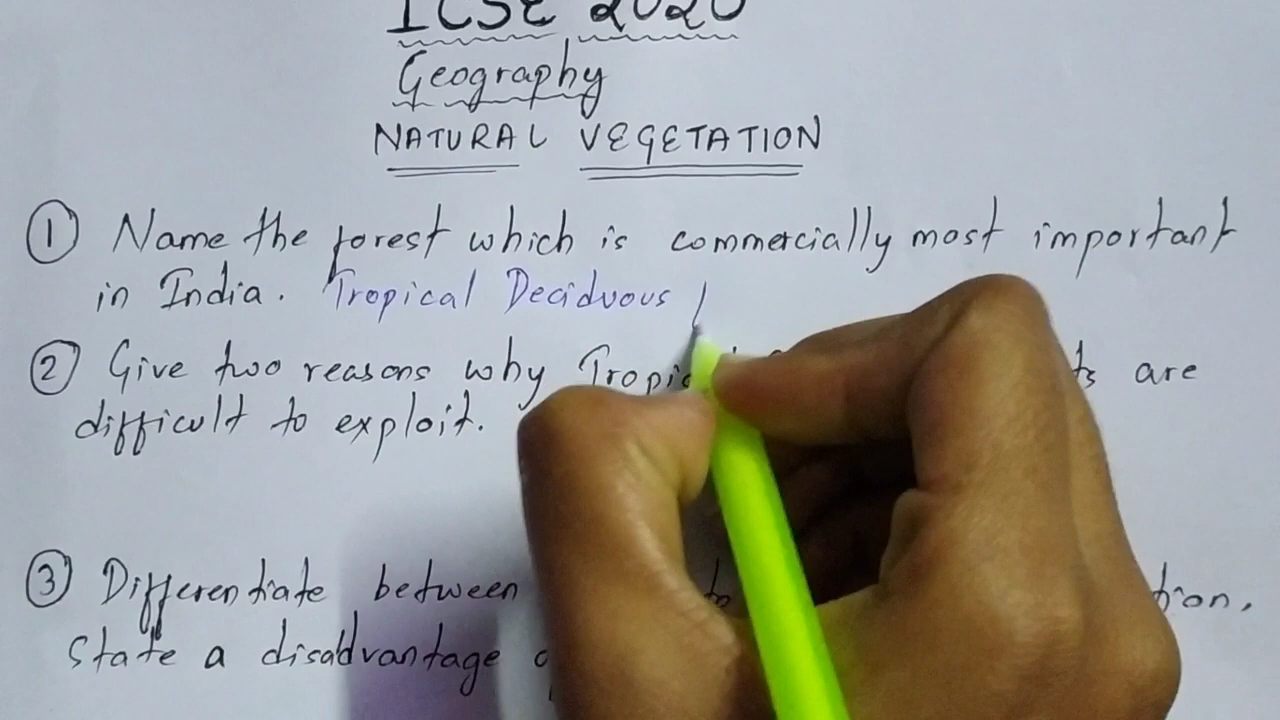 ICSE 2020
Geography
NATURAL VEGETATION
① Name the forest which is commercially most important
in India. Tropical Deciduous
② Give two reasons why are
difficult to exploit.
③ Differentiate between
State a disadvantage